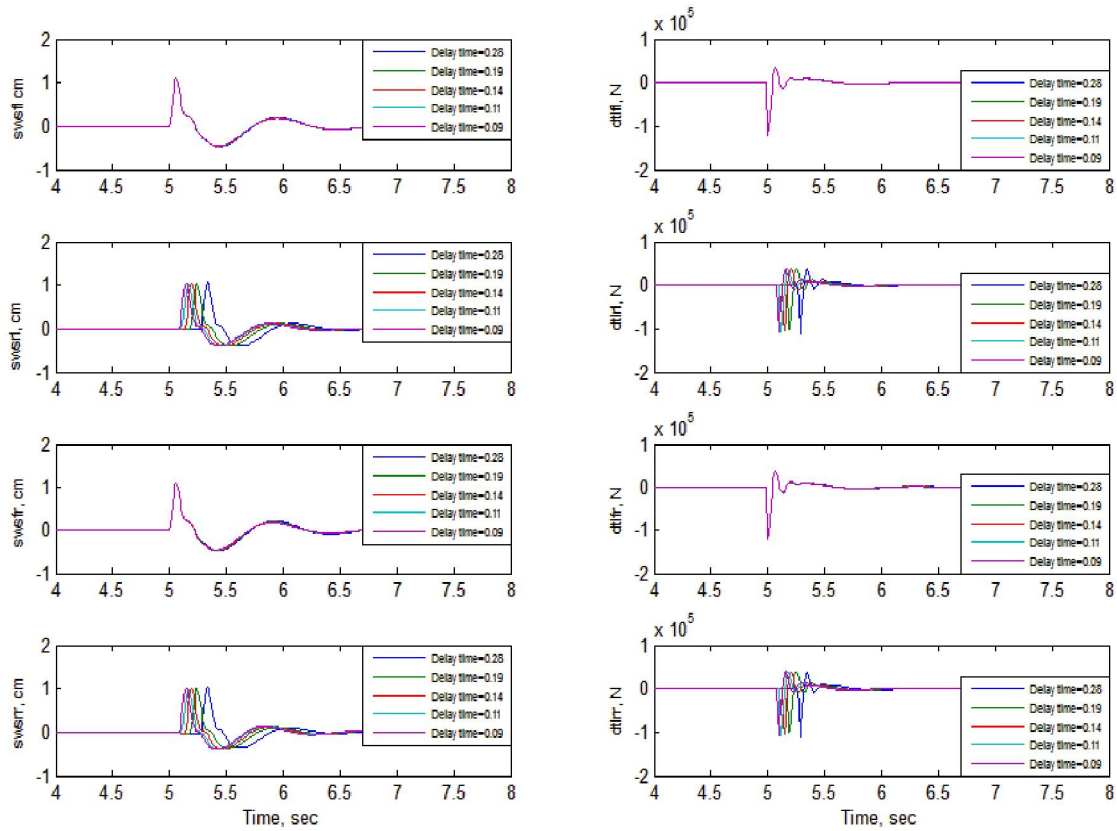 swsfl cm
2
1
0
-1
4 4.5 5 5.5 6 6.5 7 7.5 8
Delay time=0.28
Delay time=0.19
Delay time=0.14
Delay time=0.11
Delay time=0.09
x 10^5
dtlfl, N
1
0
-1
-2
4 4.5 5 5.5 6 6.5 7 7.5 8
Delay time=0.28
Delay time=0.19
Delay time=0.14
Delay time=0.11
Delay time=0.09
swsrl, cm
2
1
0
-1
4 4.5 5 5.5 6 6.5 7 7.5 8
Delay time=0.28
Delay time=0.19
Delay time=0.14
Delay time=0.11
Delay time=0.09
x 10^5
dtlrl, N
1
0
-1
-2
4 4.5 5 5.5 6 6.5 7 7.5 8
Delay time=0.28
Delay time=0.19
Delay time=0.14
Delay time=0.11
Delay time=0.09
swsfr, cm
2
1
0
-1
4 4.5 5 5.5 6 6.5 7 7.5 8
Delay time=0.28
Delay time=0.19
Delay time=0.14
Delay time=0.11
Delay time=0.09
x 10^5
dtlfr, N
1
0
-1
-2
4 4.5 5 5.5 6 6.5 7 7.5 8
Delay time=0.28
Delay time=0.19
Delay time=0.14
Delay time=0.11
Delay time=0.09
swsrr, cm
2
1
0
-1
4 4.5 5 5.5 6 6.5 7 7.5 8
Delay time=0.28
Delay time=0.19
Delay time=0.14
Delay time=0.11
Delay time=0.09
Time, sec
x 10^5
dtlrr, N
1
0
-1
-2
4 4.5 5 5.5 6 6.5 7 7.5 8
Delay time=0.28
Delay time=0.19
Delay time=0.14
Delay time=0.11
Delay time=0.09
Time, sec